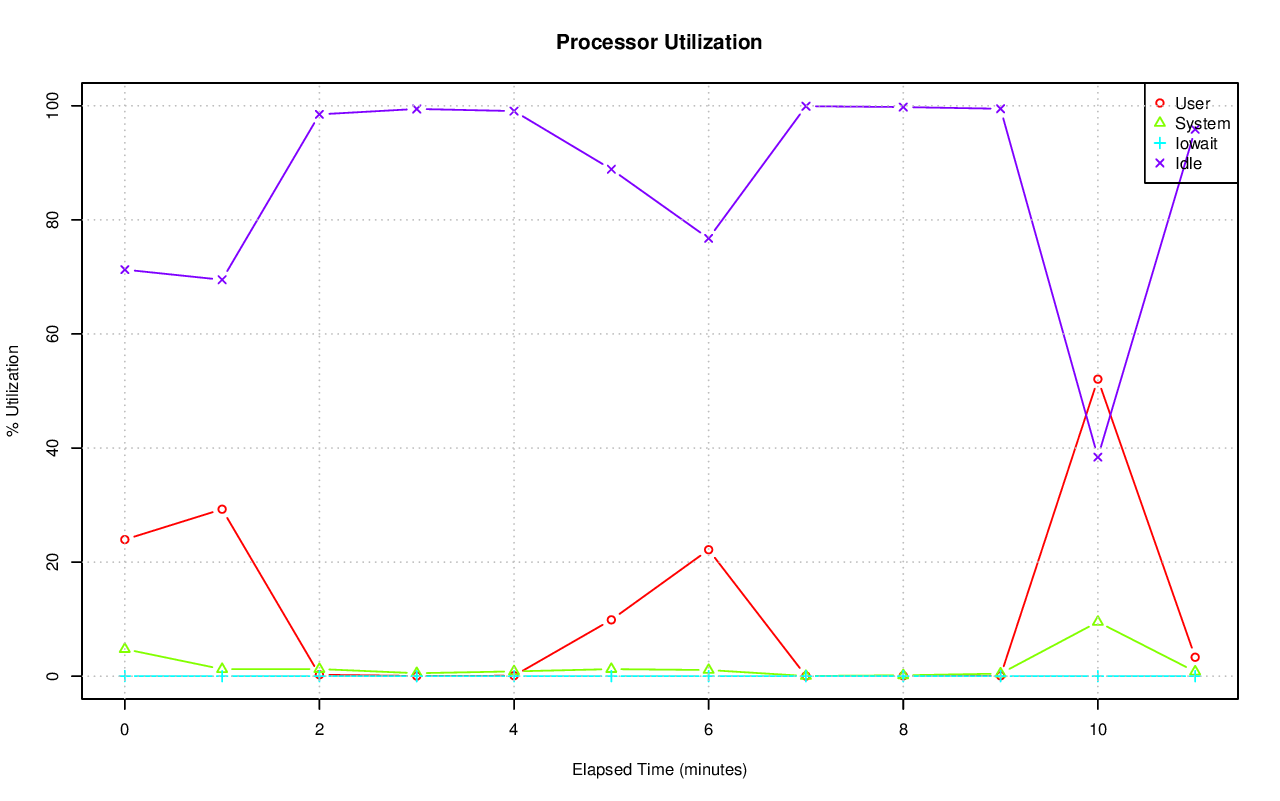 Processor Utilization
% Utilization
100
80
60
40
20
0
User
System
Iowait
Idle
0 2 4 6 8 10
Elapsed Time (minutes)